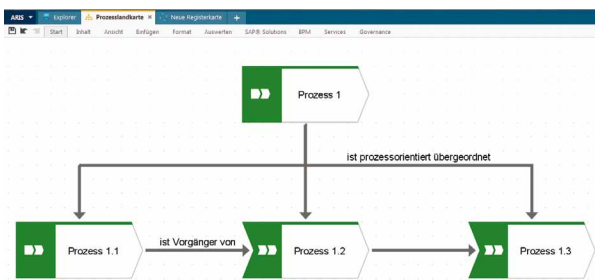 ARIS Explorer Prozesslandkarte × Neue Registerkarte +
Start Inhalt Ansicht Einfügen Format Auswerten SAP® Solutions BPM Services Governance
Prozess 1
ist prozessorientiert übergeordnet
Prozess 1.1 ist Vorgänger von Prozess 1.2 Prozess 1.3